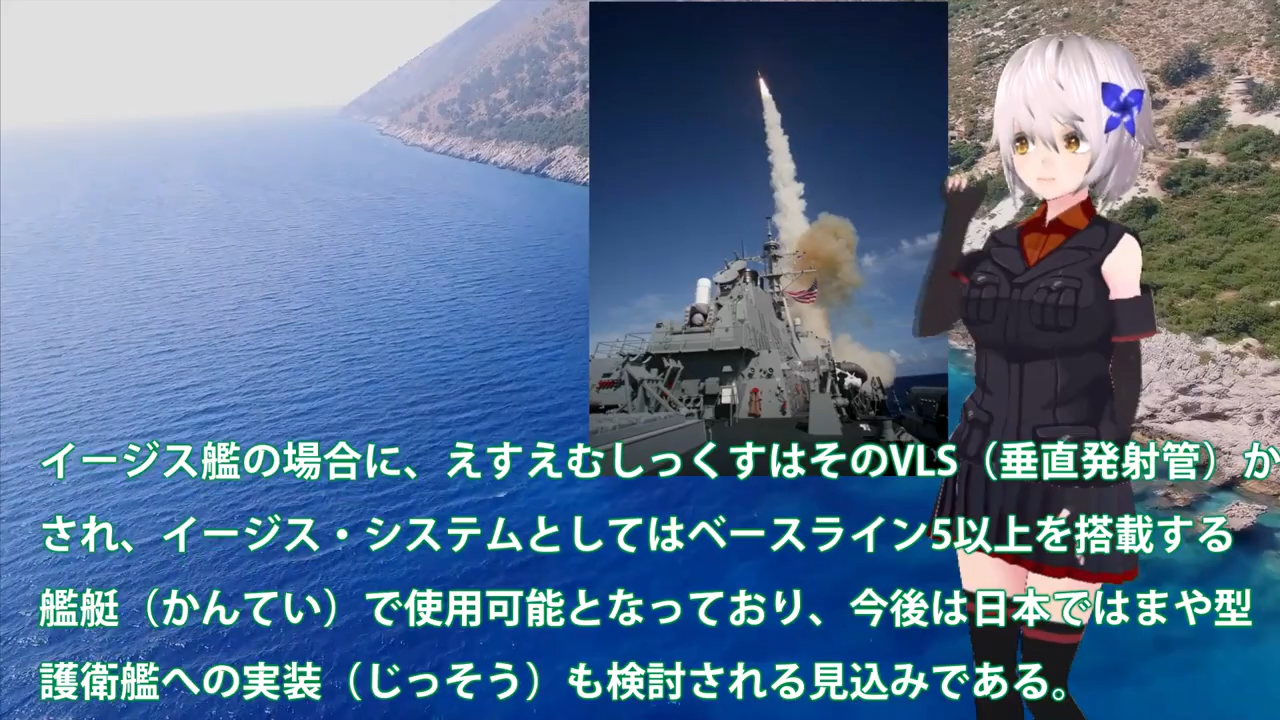 イージス艦の場合に、えすえむしっくすはそのVLS（垂直発射管）か
され、イージス・システムとしてはベースライン5以上を搭載する
艦艇（かんてい）で使用可能となっており、今後は日本ではまや型
護衛艦への実装（じっそう）も検討される見込みである。